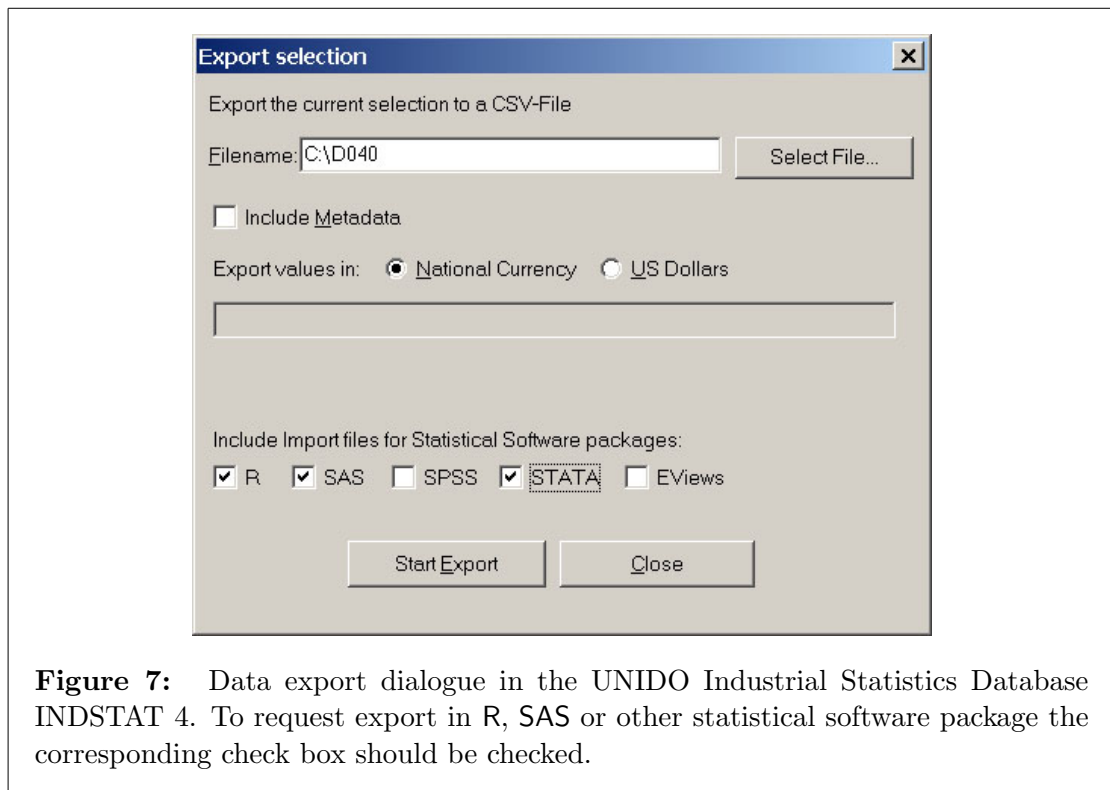 Export selection
Export the current selection to a CSV-File
Filename: C:\D040 Select File...
Include Metadata
Export values in: National Currency US Dollars
Include Import files for Statistical Software packages:
R SAS SPSS STATA EViews
Start Export Close
Figure 7: Data export dialogue in the UNIDO Industrial Statistics Database
INDSTAT 4. To request export in R, SAS or other statistical software package the
corresponding check box should be checked.